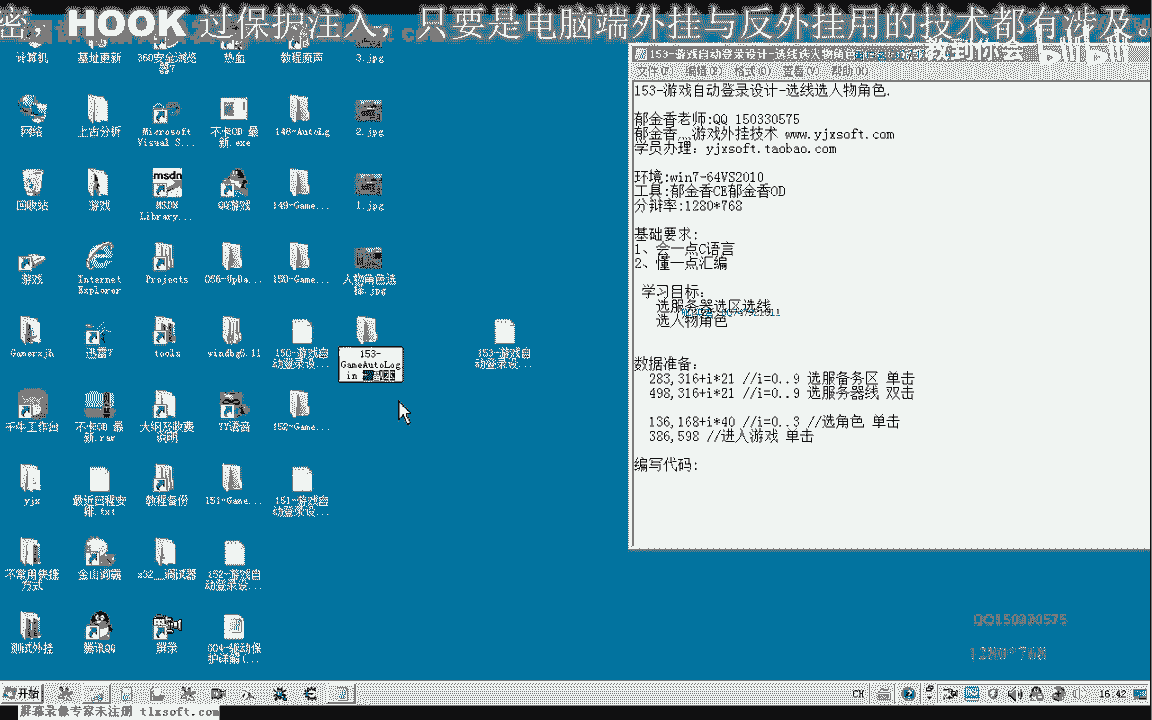 密, HOOK 过保护注入, 只要是电脑端外挂与反外挂用的技术都有涉及。
153-游戏自动登录设计-选线选人物角色
教到你会
bilibili
文件(F) 编辑(E) 格式(O) 查看(V) 帮助(H)
153-游戏自动登录设计-选线选人物角色.
郁金香老师:QQ 150330575
郁金香灬游戏外挂技术 www.yjxsoft.com
学员办理: yjxsoft.taobao.com
环境:win7-64VS2010
工具:郁金香CE郁金香OD
分辩率:1280*768
基础要求:
1、会一点C语言
2、懂一点汇编
学习目标:
选服务器选区选线
选人物角色
数据准备:
283,316+i*21 //i=0..9 选服备务区 单击
498,316+i*21 //i=0..9 选服务器线 双击
136,168+i*40 //i=0..3 //选角色 单击
386,598 //进入游戏 单击
编写代码:
计算机
基址更新
360安全浏览器7
热血
教程原声
3.jpg
网络
上古分析
Microsoft Visual S...
不卡OD 最新.exe
148-AutoLg
2.jpg
回收站
游戏
MSDN Library...
QQ游戏
149-Game...
1.jpg
游戏
Internet Explorer
Projects
056-UpDa...
150-Game...
人物角色选择.jpg
Gamerxjh
迅雷7
tools
windbg6.11
150-游戏自动登录设...
153-GameAutoLogin
153-游戏自动登录设...
千牛工作台
不卡OD 最新.rar
大纲及收费说明
YY语音
152-Game...
yjx
最近日程安排.txt
教程备份
151-Game...
151-游戏自动登录设...
不常用快捷方式
金山词霸
x32__调试器
152-游戏自动登录设...
测试外挂
腾讯QQ
屏录
004-驱动保护详解(...
QQ150330575
1280*768
开始
CH
16:42
屏幕录像专家未注册 tlxsoft.com